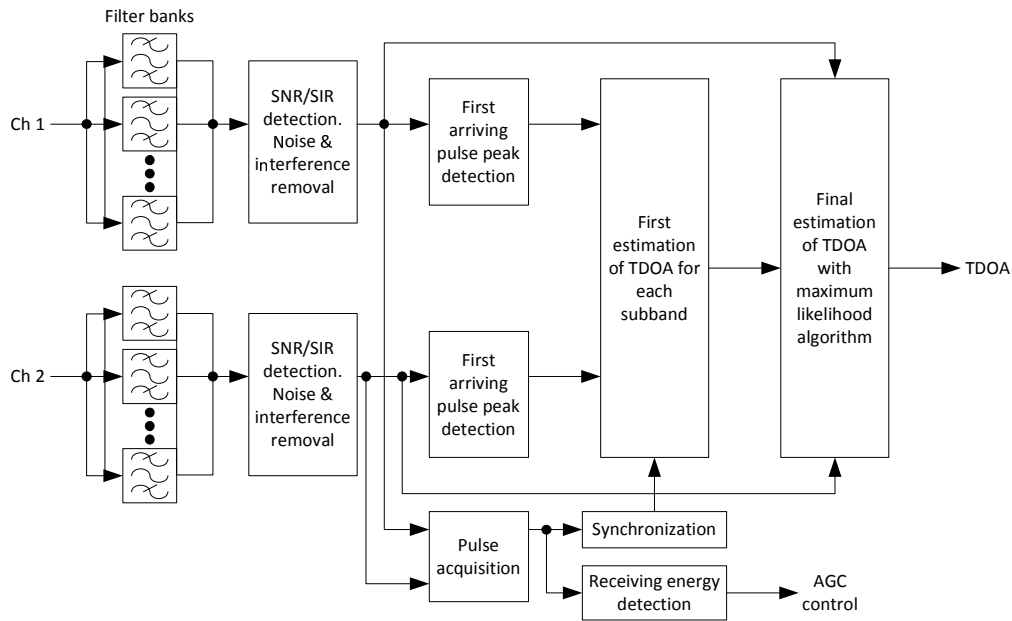 Filter banks
Ch 1
SNR/SIR
detection.
Noise &
interference
removal
First
arriving
pulse peak
detection
First
estimation
of TDOA for
each
subband
Final
estimation
of TDOA
with
maximum
likelihood
algorithm
TDOA
Ch 2
SNR/SIR
detection.
Noise &
interference
removal
First
arriving
pulse peak
detection
Pulse
acquisition
Synchronization
Receiving energy
detection
AGC
control